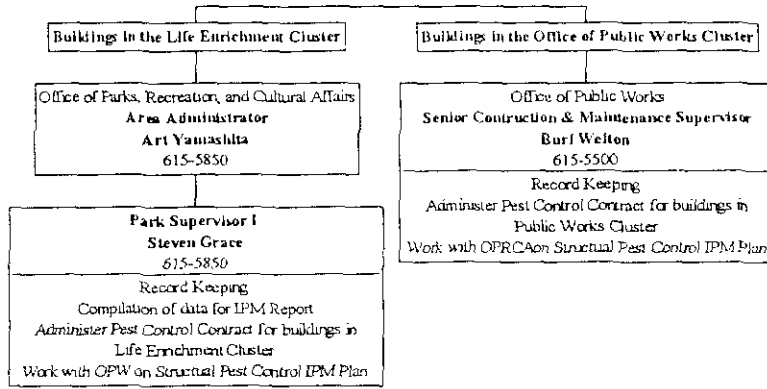 Buildings in the Life Enrichment Cluster
Office of Parks, Recreation, and Cultural Affairs
Area Administrator
Art Yamashita
615-5850
Park Supervisor I
Steven Grace
615-5850
Record Keeping
Compilation of data for IPM Report
Administer Pest Control Contract for buildings in
Life Enrichment Cluster
Work with OPW on Structual Pest Control IPM Plan
Buildings in the Office of Public Works Cluster
Office of Public Works
Senior Contruction & Maintenance Supervisor
Burf Welton
615-5500
Record Keeping
Administer Pest Control Contract for buildings in
Public Works Cluster
Work with OPRCAon Structual Pest Control IPM Plan